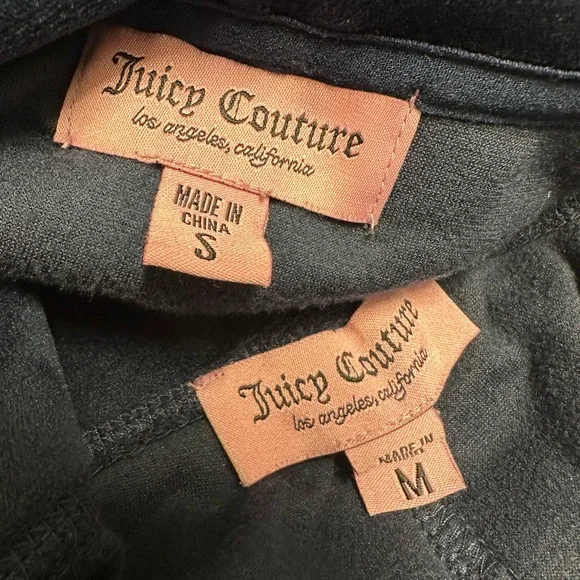 Juicy Couture
los angeles, california
MADE IN
CHINA
S
Juicy Couture
los angeles, california
MADE IN
M